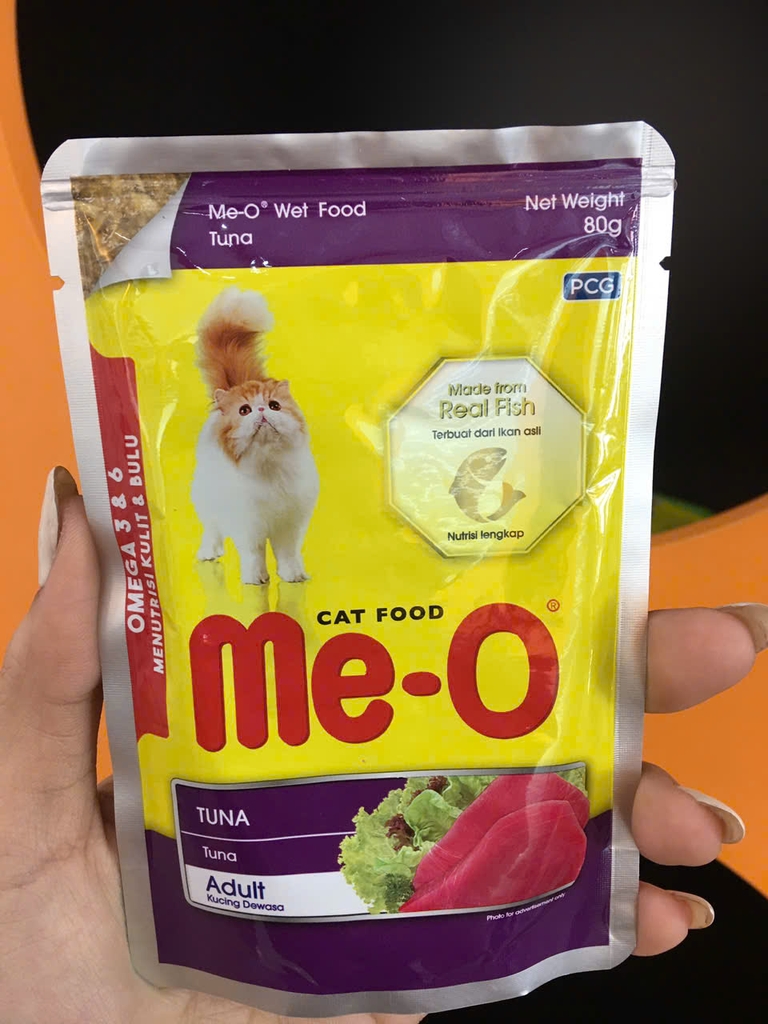 Me-O® Wet Food
Tuna
Net Weight
80g
PCG
Made from
Real Fish
Terbuat dari ikan asli
Nutrisi lengkap
OMEGA 3 & 6
MENUTRISI KULIT & BULU
CAT FOOD
Me-O®
TUNA
Tuna
Adult
Kucing Dewasa
Photo for advertisement only